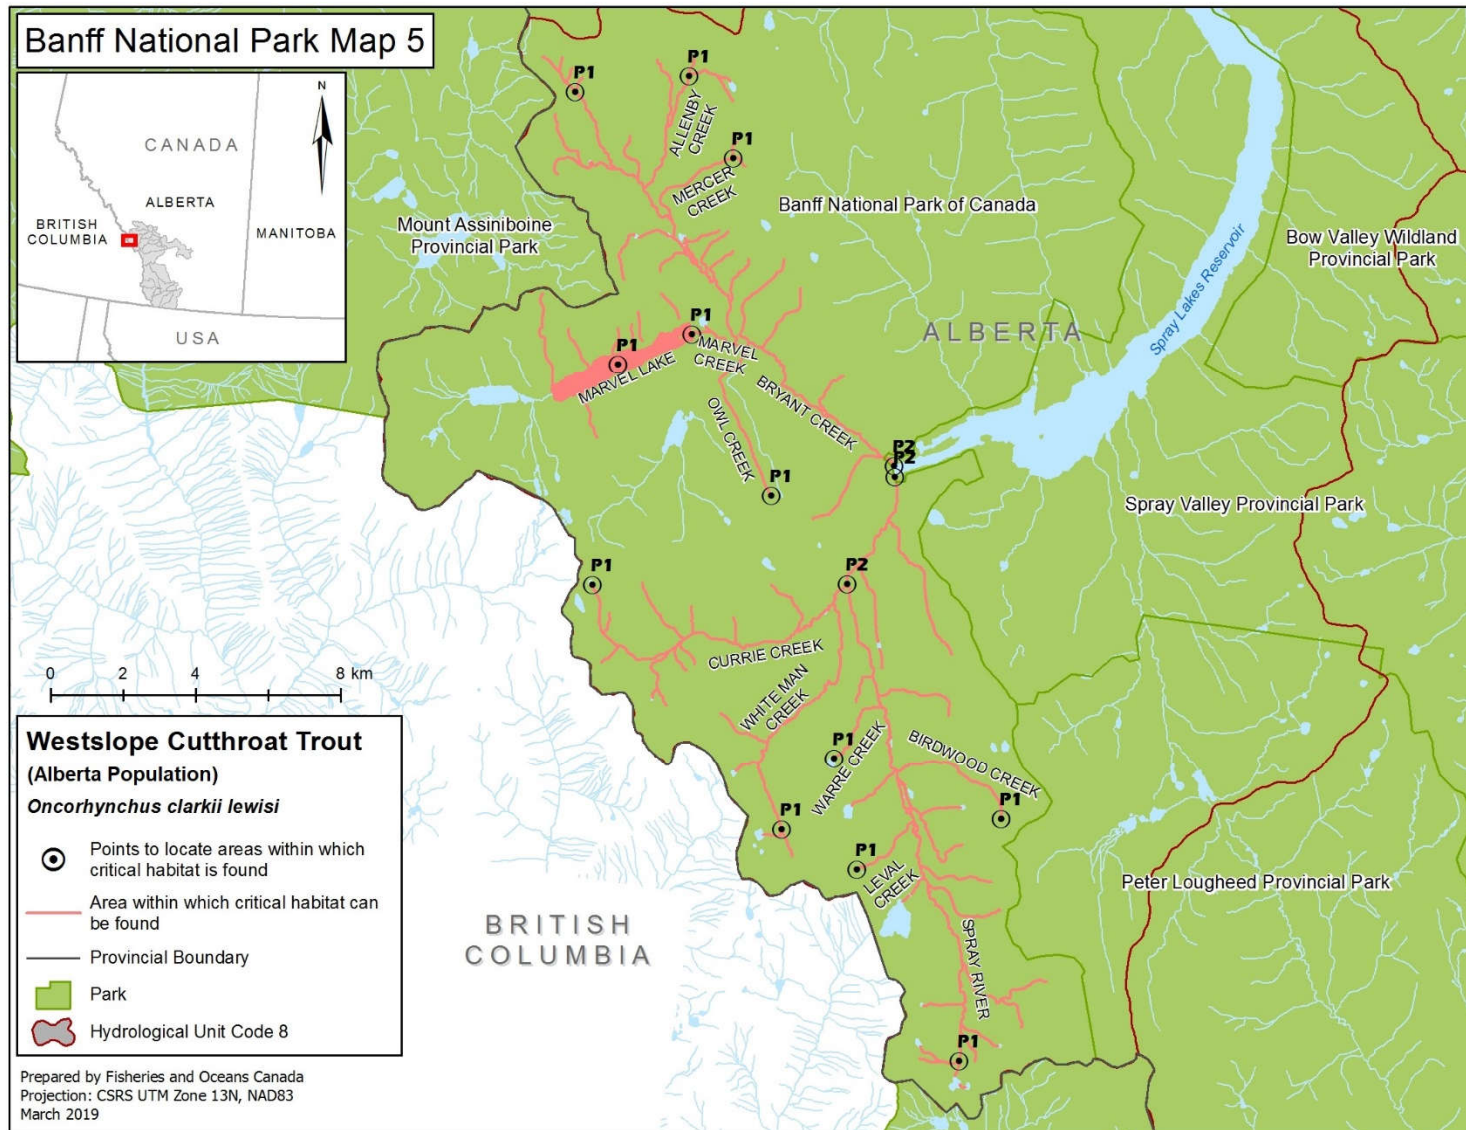 Banff National Park Map 5
N
CANADA
ALBERTA
BRITISH
COLUMBIA
MANITOBA
USA
P1
P1
ALLENBY
CREEK
P1
MERCER
CREEK
Mount Assiniboine
Provincial Park
Banff National Park of Canada
Bow Valley Wildland
Provincial Park
Spray Lakes Reservoir
ALBERTA
P1
P1
MARVEL
CREEK
MARVEL LAKE
BRYANT CREEK
OWL CREEK
P2
P2
P1
Spray Valley Provincial Park
P1
P2
CURRIE CREEK
WHITE MAN
CREEK
P1
WARRE CREEK
BIRDWOOD CREEK
P1
P1
P1
LEVAL
CREEK
Peter Lougheed Provincial Park
BRITISH
COLUMBIA
SPRAY RIVER
P1
0 2 4 8 km
Westslope Cutthroat Trout
(Alberta Population)
Oncorhynchus clarkii lewisi
Points to locate areas within which
critical habitat is found
Area within which critical habitat can
be found
Provincial Boundary
Park
Hydrological Unit Code 8
Prepared by Fisheries and Oceans Canada
Projection: CSRS UTM Zone 13N, NAD83
March 2019